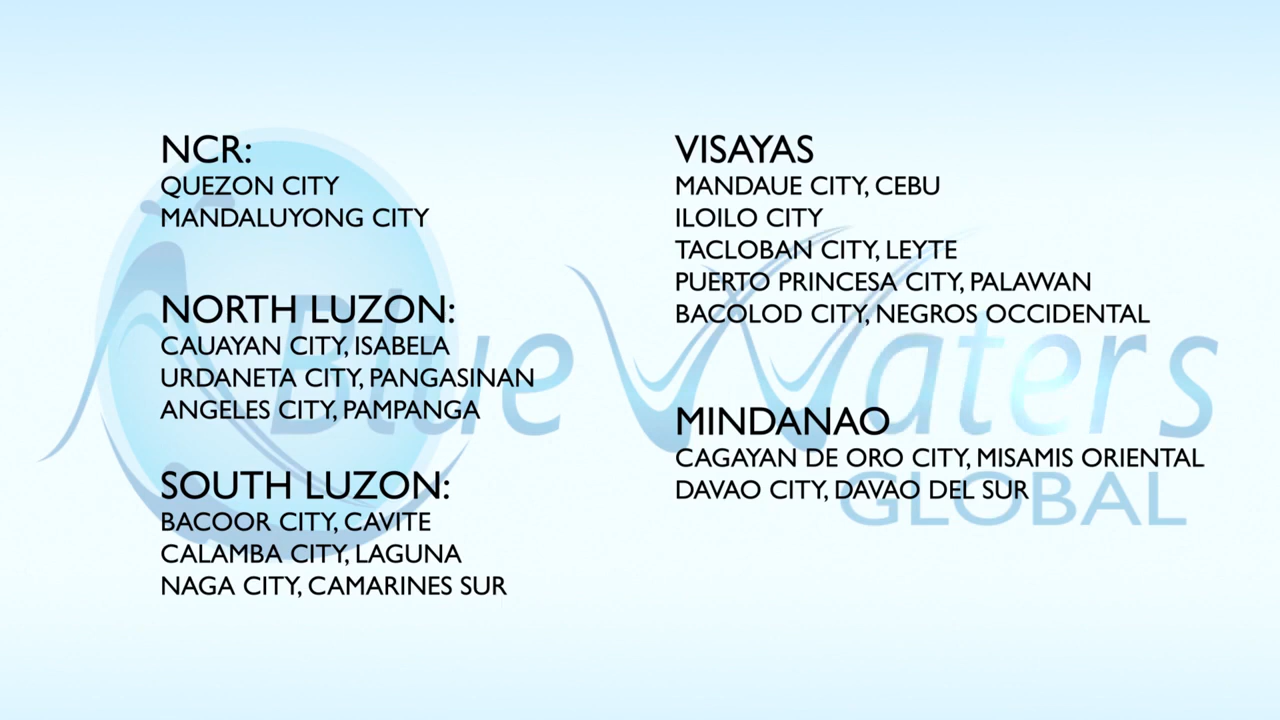 NCR:
QUEZON CITY
MANDALUYONG CITY
NORTH LUZON:
CAUAYAN CITY, ISABELA
URDANETA CITY, PANGASINAN
ANGELES CITY, PAMPANGA
SOUTH LUZON:
BACOOR CITY, CAVITE
CALAMBA CITY, LAGUNA
NAGA CITY, CAMARINES SUR
VISAYAS
MANDAUE CITY, CEBU
ILOILO CITY
TACLOBAN CITY, LEYTE
PUERTO PRINCESA CITY, PALAWAN
BACOLOD CITY, NEGROS OCCIDENTAL
MINDANAO
CAGAYAN DE ORO CITY, MISAMIS ORIENTAL
DAVAO CITY, DAVAO DEL SUR
Blue Waters
GLOBAL